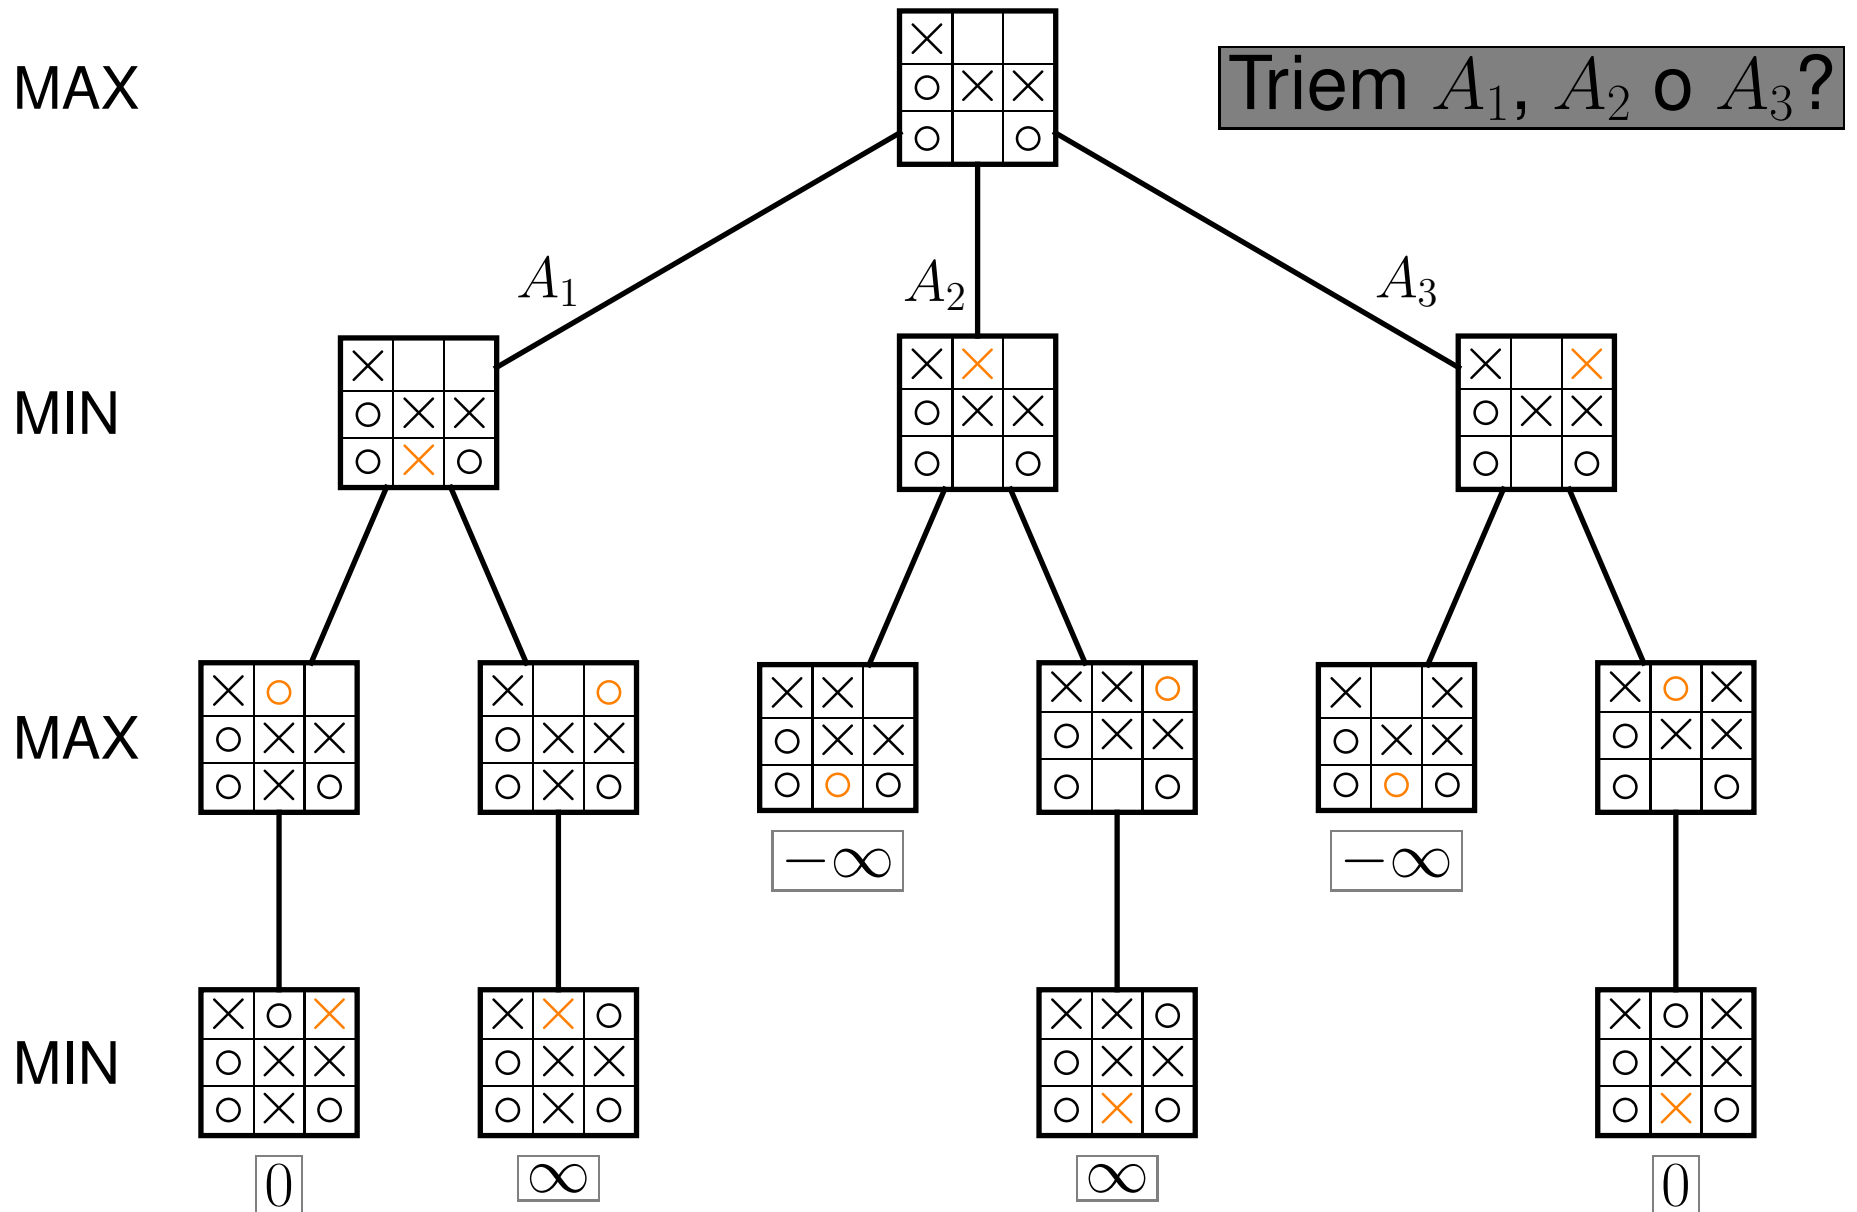 MAX
Triem A₁, A₂ o A₃?
A₁
A₂
A₃
MIN
MAX
−∞
−∞
MIN
0
∞
∞
0